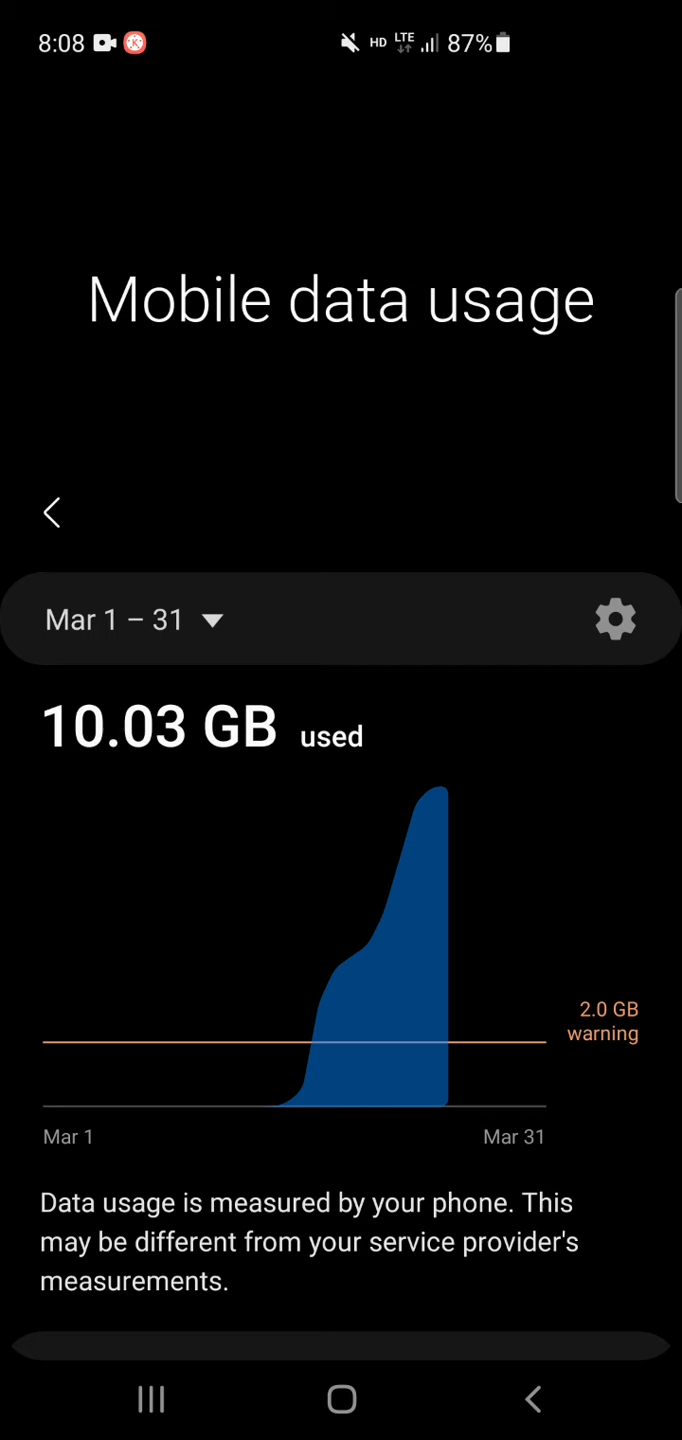 8:08 HD LTE 87%
Mobile data usage
Mar 1 – 31
10.03 GB used
2.0 GB
warning
Mar 1 Mar 31
Data usage is measured by your phone. This
may be different from your service provider's
measurements.